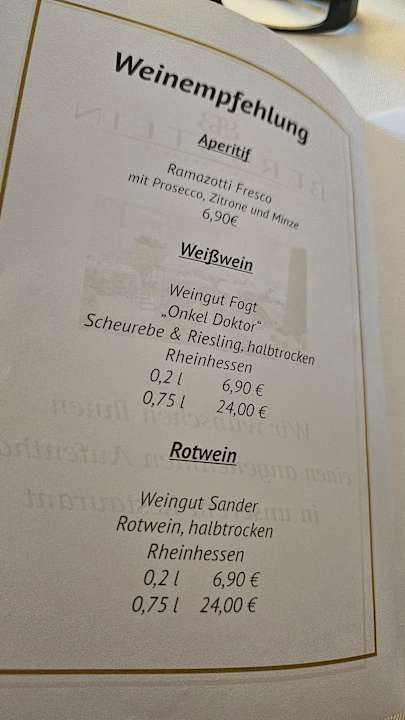 Weinempfehlung
Aperitif
Ramazotti Fresco
mit Prosecco, Zitrone und Minze
6,90€
Weißwein
Weingut Fogt
„Onkel Doktor“
Scheurebe & Riesling, halbtrocken
Rheinhessen
0,2 l 6,90 €
0,75 l 24,00 €
Rotwein
Weingut Sander
Rotwein, halbtrocken
Rheinhessen
0,2 l 6,90 €
0,75 l 24,00 €